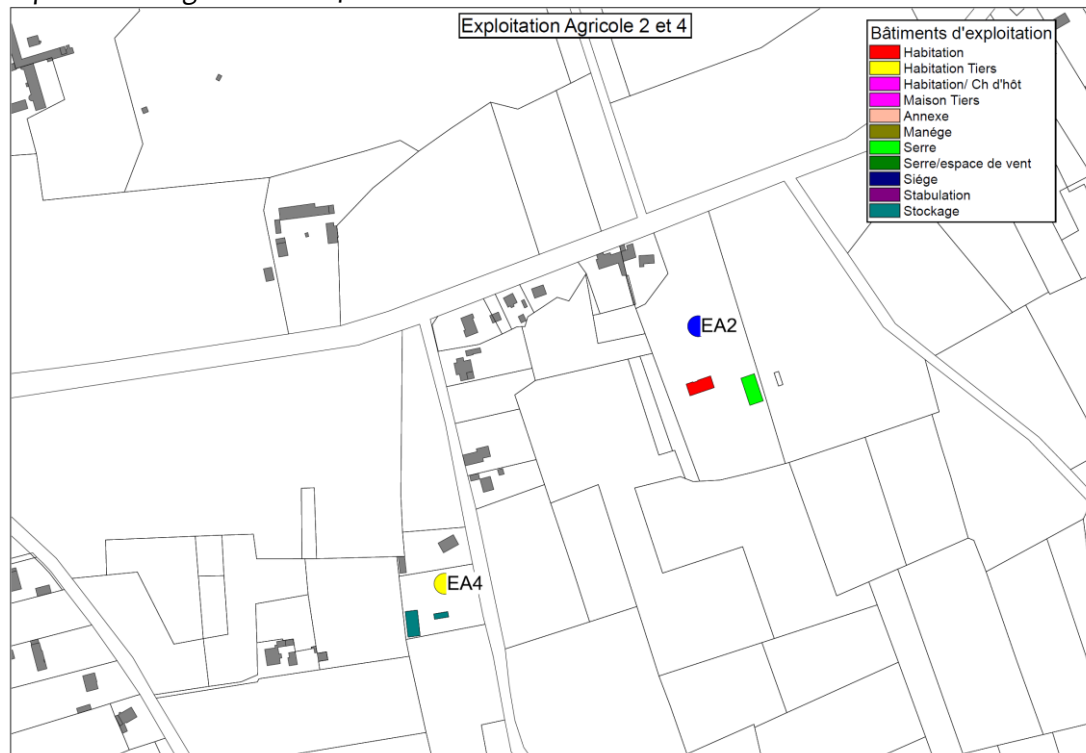 Exploitation Agricole 2 et 4
Bâtiments d'exploitation
Habitation
Habitation Tiers
Habitation/ Ch d'hôt
Maison Tiers
Annexe
Manége
Serre
Serre/espace de vent
Siége
Stabulation
Stockage
EA2
EA4